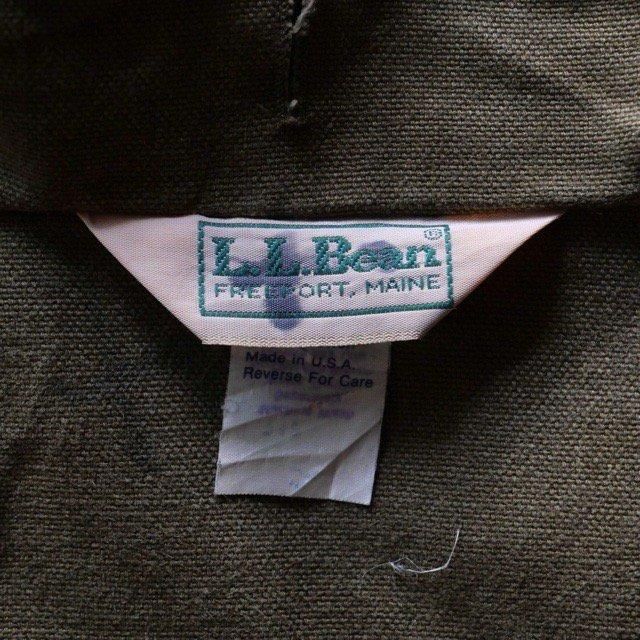 L.L.Bean®
FREEPORT, MAINE
Made in U.S.A.
Reverse For Care